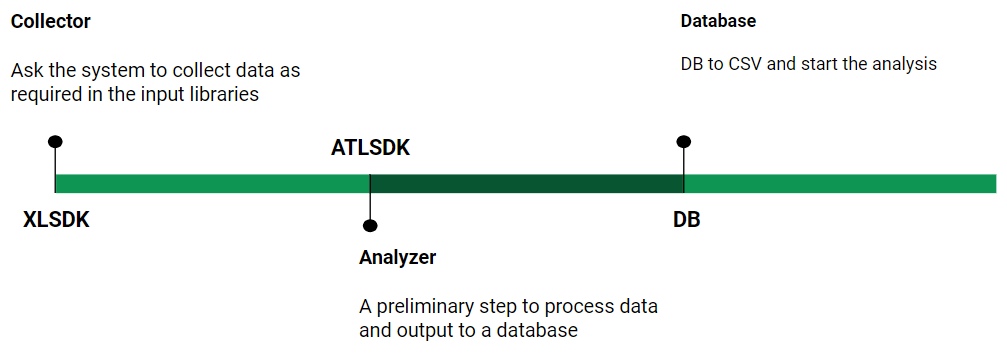 Collector
Ask the system to collect data as
required in the input libraries
Database
DB to CSV and start the analysis
ATLSDK
XLSDK
DB
Analyzer
A preliminary step to process data
and output to a database